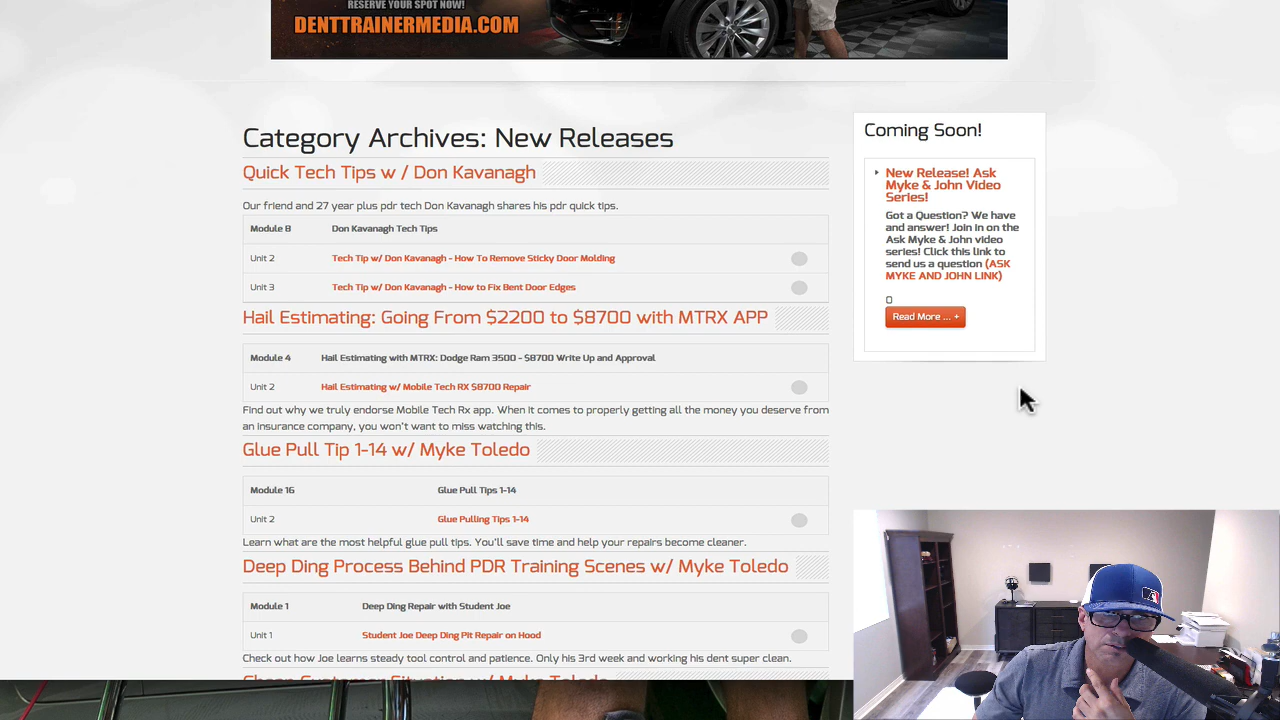 RESERVE YOUR SPOT NOW!
DENTTRAINERMEDIA.COM
Category Archives: New Releases
Quick Tech Tips w / Don Kavanagh
Our friend and 27 year plus pdr tech Don Kavanagh shares his pdr quick tips.
Module 8 Don Kavanagh Tech Tips
Unit 2 Tech Tip w/ Don Kavanagh - How To Remove Sticky Door Molding
Unit 3 Tech Tip w/ Don Kavanagh - How to Fix Bent Door Edges
Hail Estimating: Going From $2200 to $8700 with MTRX APP
Module 4 Hail Estimating with MTRX: Dodge Ram 3500 - $8700 Write Up and Approval
Unit 2 Hail Estimating w/ Mobile Tech RX $8700 Repair
Find out why we truly endorse Mobile Tech Rx app. When it comes to properly getting all the money you deserve from
an insurance company, you won't want to miss watching this.
Glue Pull Tip 1-14 w/ Myke Toledo
Module 16 Glue Pull Tips 1-14
Unit 2 Glue Pulling Tips 1-14
Learn what are the most helpful glue pull tips. You'll save time and help your repairs become cleaner.
Deep Ding Process Behind PDR Training Scenes w/ Myke Toledo
Module 1 Deep Ding Repair with Student Joe
Unit 1 Student Joe Deep Ding Pit Repair on Hood
Check out how Joe learns steady tool control and patience. Only his 3rd week and working his dent super clean.
Cheap Customer Situation w/ Myke Toledo
Coming Soon!
New Release! Ask
Myke & John Video
Series!
Got a Question? We have
and answer! Join in on the
Ask Myke & John video
series! Click this link to
send us a question (ASK
MYKE AND JOHN LINK)
0
Read More ... +